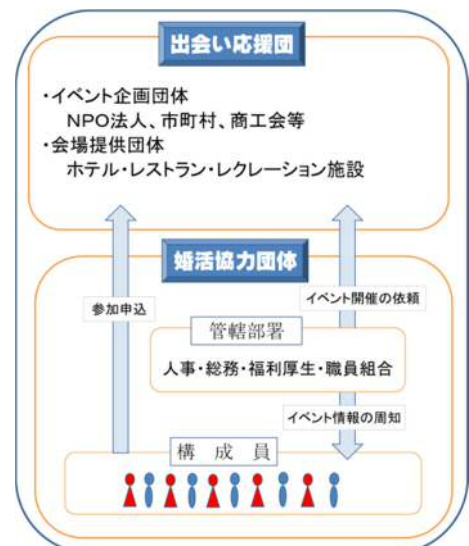 出会い応援団
・イベント企画団体
NPO法人、市町村、商工会等
・会場提供団体
ホテル・レストラン・レクレーション施設
婚活協力団体
参加申込
イベント開催の依頼
管轄部署
人事・総務・福利厚生・職員組合
イベント情報の周知
構成員